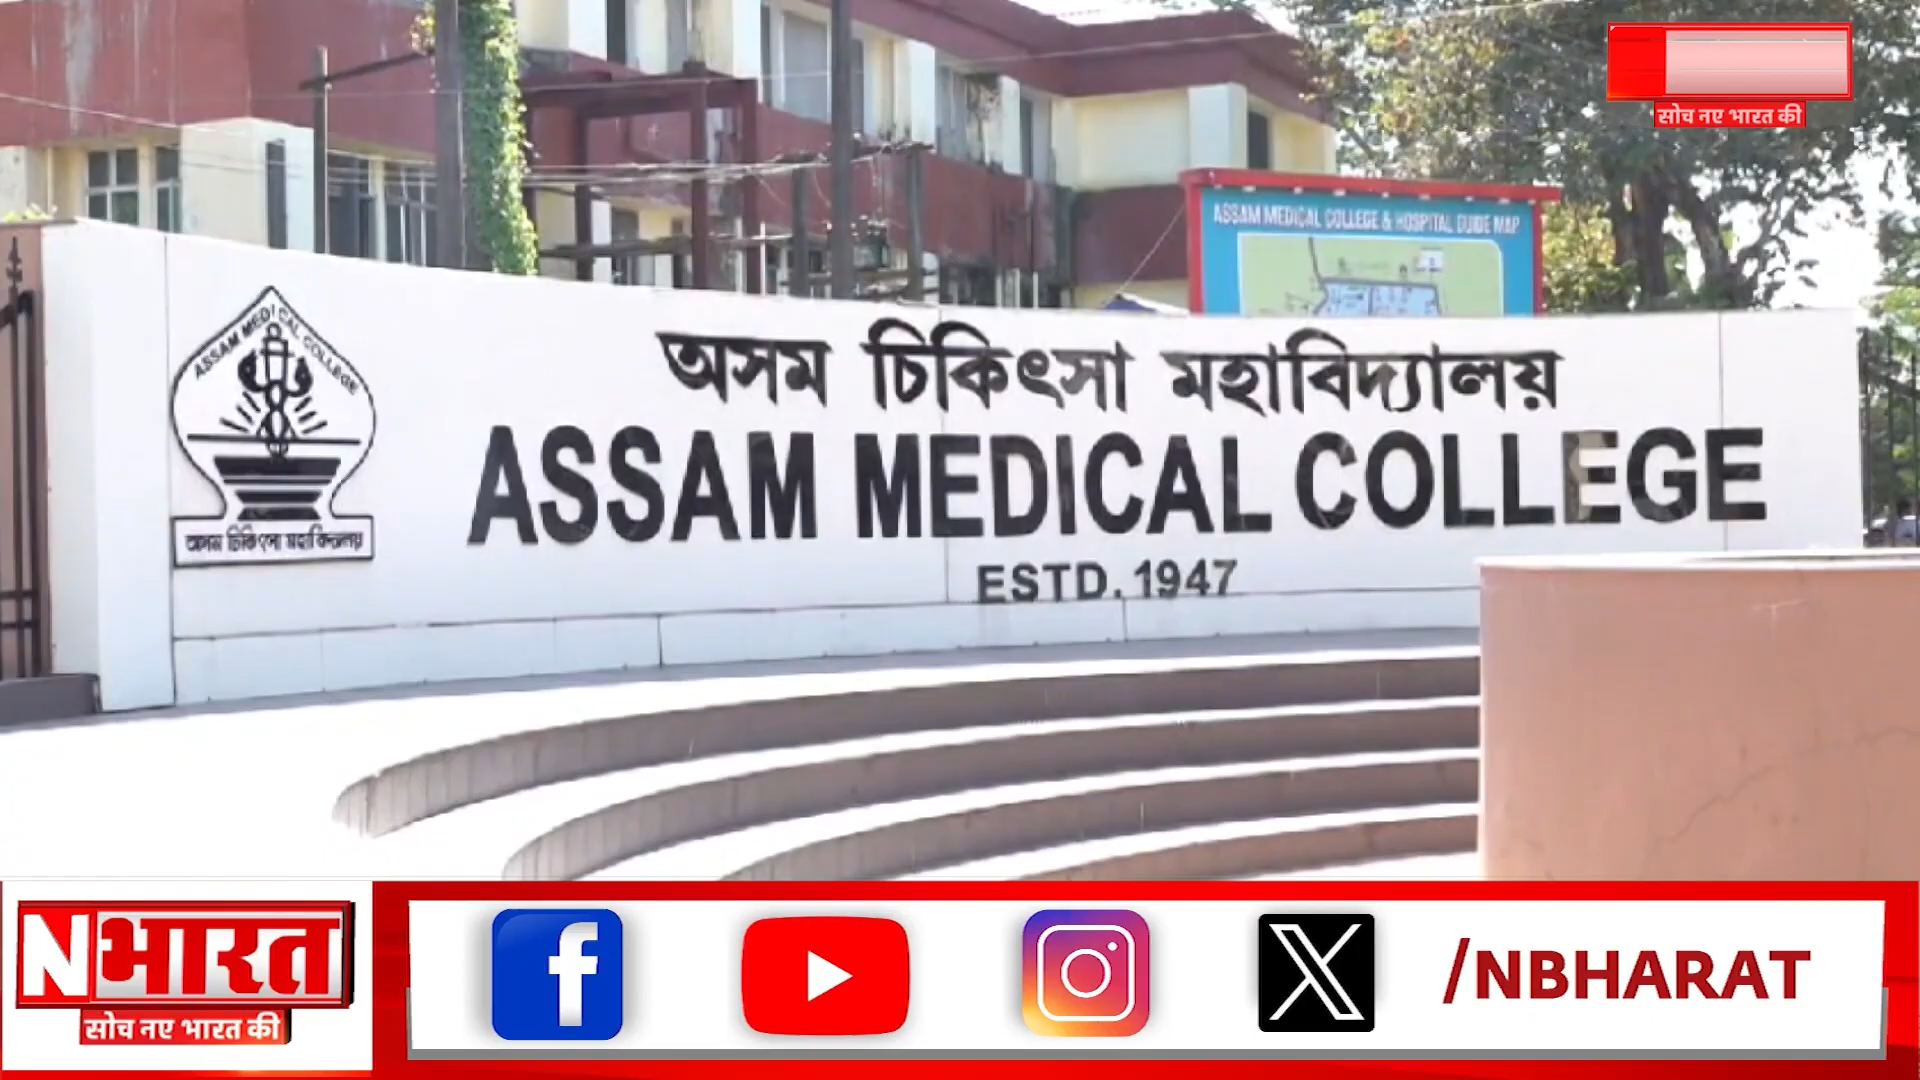 सोच नए भारत की
ASSAM MEDICAL COLLEGE & HOSPITAL GUIDE MAP
ASSAM MEDICAL COLLEGE
অসম চিকিৎসা মহাবিদ্যালয়
অসম চিকিৎসা মহাবিদ্যালয়
ASSAM MEDICAL COLLEGE
ESTD. 1947
Nभारत
सोच नए भारत की
/NBHARAT